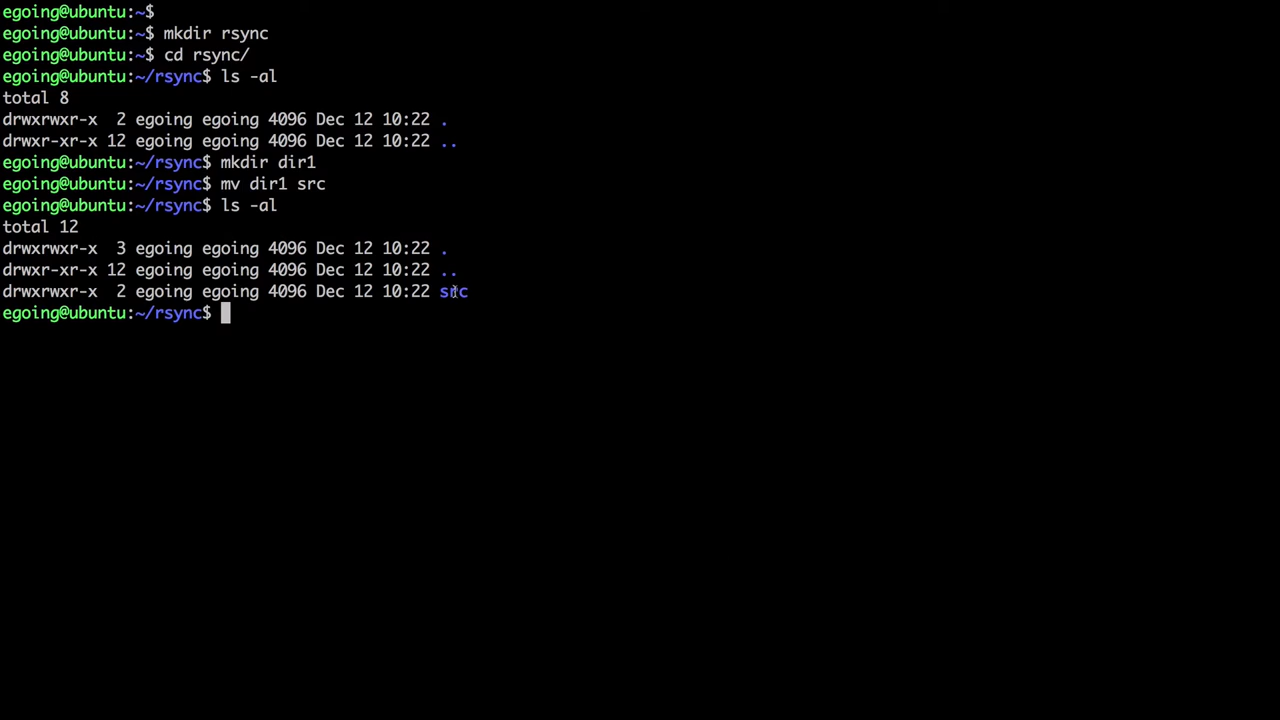 egoing@ubuntu:~$
egoing@ubuntu:~$ mkdir rsync
egoing@ubuntu:~$ cd rsync/
egoing@ubuntu:~/rsync$ ls -al
total 8
drwxrwxr-x  2 egoing egoing 4096 Dec 12 10:22 .
drwxr-xr-x 12 egoing egoing 4096 Dec 12 10:22 ..
egoing@ubuntu:~/rsync$ mkdir dir1
egoing@ubuntu:~/rsync$ mv dir1 src
egoing@ubuntu:~/rsync$ ls -al
total 12
drwxrwxr-x  3 egoing egoing 4096 Dec 12 10:22 .
drwxr-xr-x 12 egoing egoing 4096 Dec 12 10:22 ..
drwxrwxr-x  2 egoing egoing 4096 Dec 12 10:22 src
egoing@ubuntu:~/rsync$